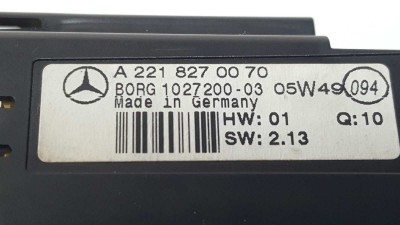 A 221 827 00 70
BORG 1027200-03 05W49 094
Made in Germany
HW: 01 Q: 10
SW: 2.13